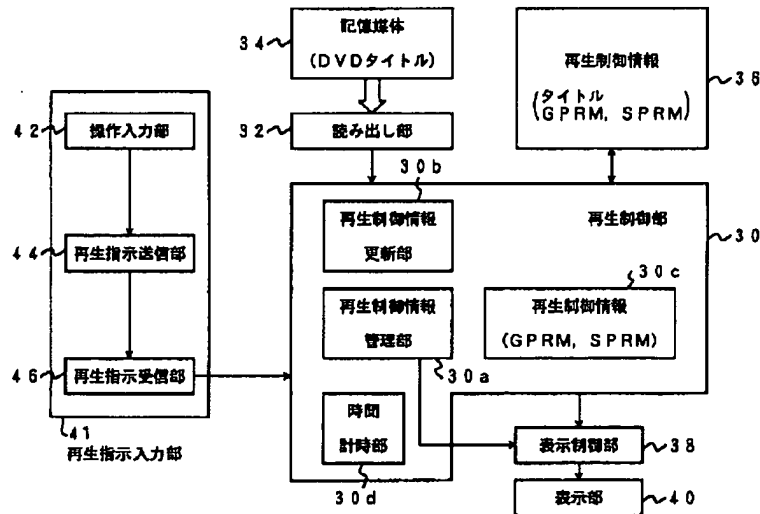 記憶媒体
(DVDタイトル)
34
再生制御情報
(タイトル
GPRM, SPRM)
36
42
操作入力部
32
読み出し部
30b
再生制御情報
更新部
再生制御部
30
44
再生指示送信部
30c
再生制御情報
(GPRM, SPRM)
再生制御情報
管理部
30a
46
再生指示受信部
41
再生指示入力部
時間
計時部
30d
表示制御部
38
表示部
40